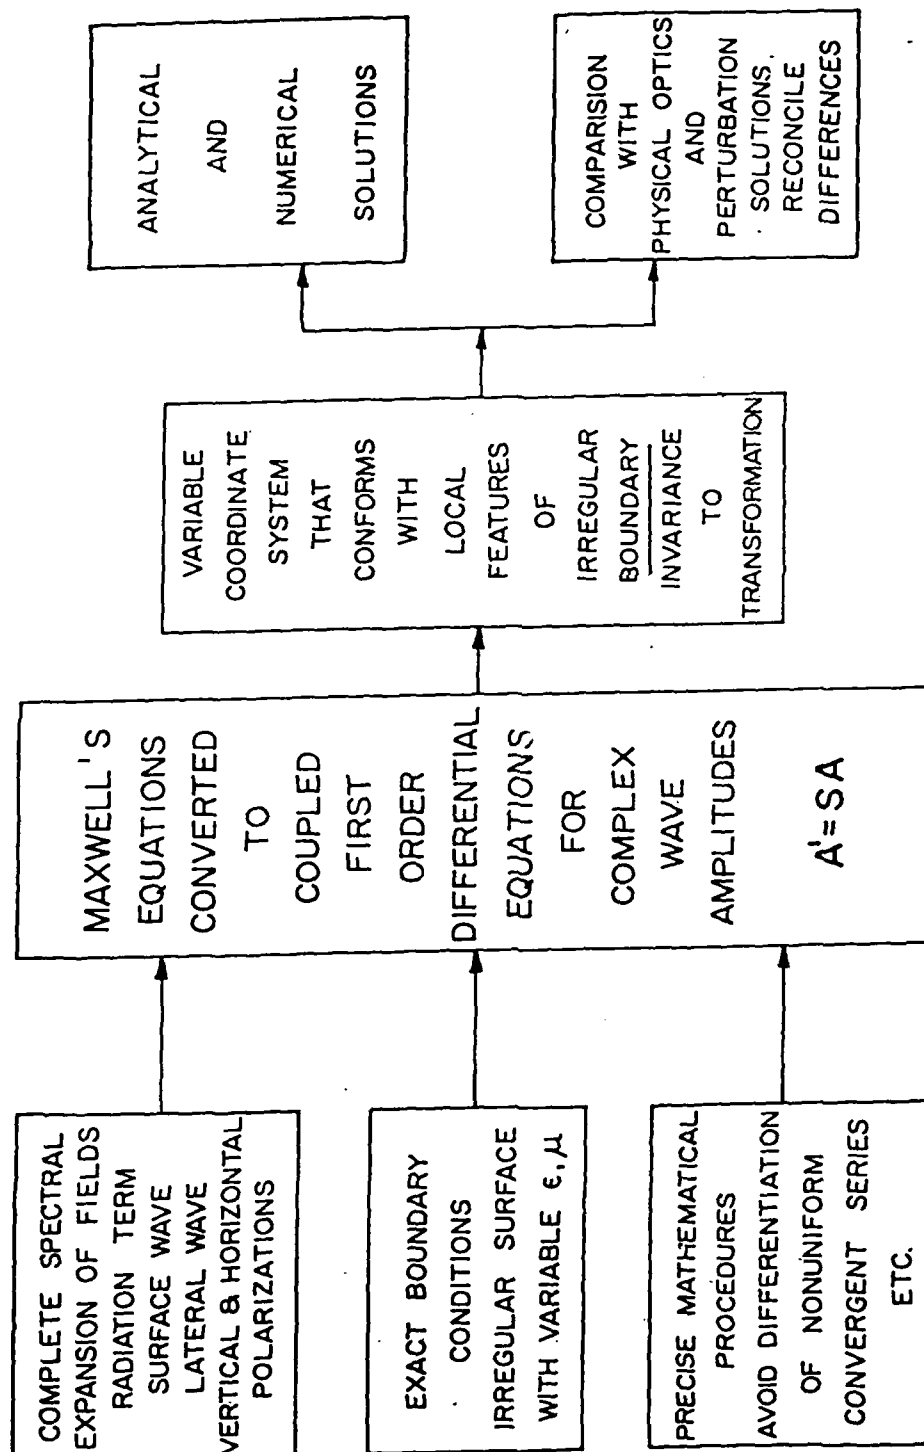 COMPLETE SPECTRAL
EXPANSION OF FIELDS
RADIATION TERM
SURFACE WAVE
LATERAL WAVE
VERTICAL & HORIZONTAL
POLARIZATIONS
EXACT BOUNDARY
CONDITIONS
IRREGULAR SURFACE
WITH VARIABLE ϵ, μ
PRECISE MATHEMATICAL
PROCEDURES
AVOID DIFFERENTIATION
OF NONUNIFORM
CONVERGENT SERIES
ETC.
MAXWELL'S
EQUATIONS
CONVERTED
TO
COUPLED
FIRST
ORDER
DIFFERENTIAL
EQUATIONS
FOR
COMPLEX
WAVE
AMPLITUDES
A' = SA
VARIABLE
COORDINATE
SYSTEM
THAT
CONFORMS
WITH
LOCAL
FEATURES
OF
IRREGULAR
BOUNDARY
INVARIANCE
TO
TRANSFORMATION
ANALYTICAL
AND
NUMERICAL
SOLUTIONS
COMPARISION
WITH
PHYSICAL OPTICS
AND
PERTURBATION
SOLUTIONS,
RECONCILE
DIFFERENCES